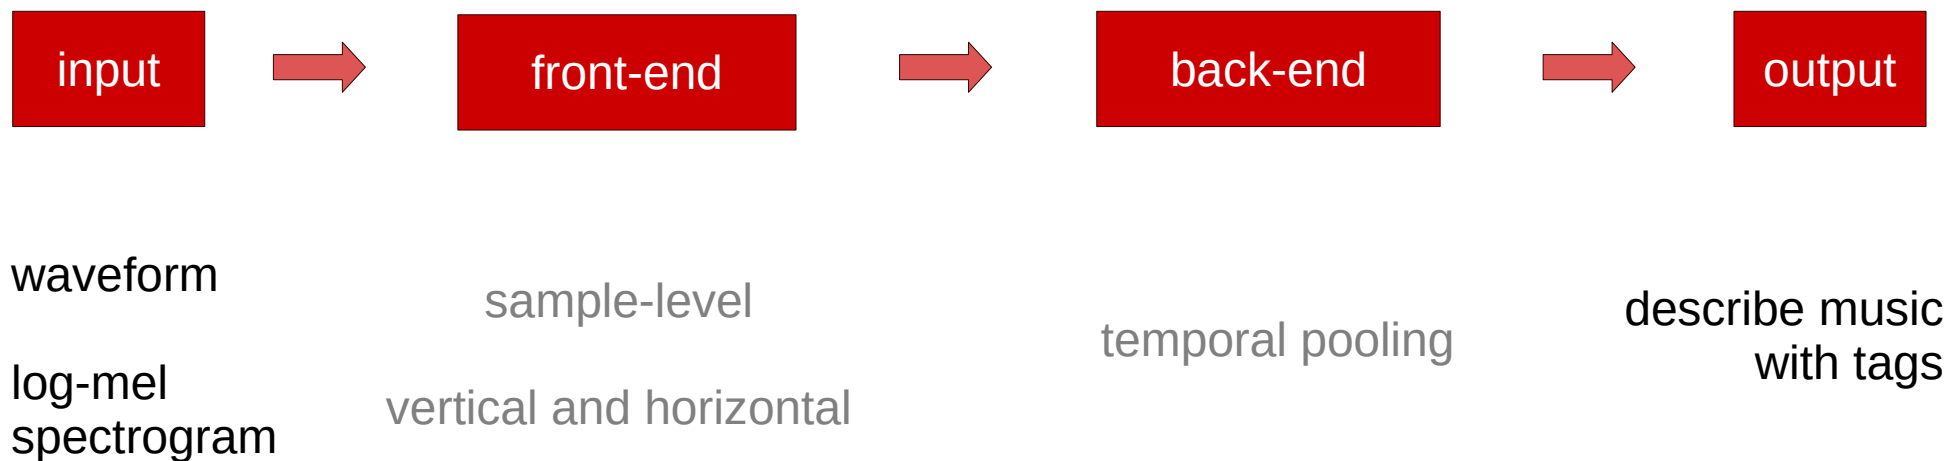 input
front-end
back-end
output
waveform
log-mel
spectrogram
sample-level
vertical and horizontal
temporal pooling
describe music
with tags